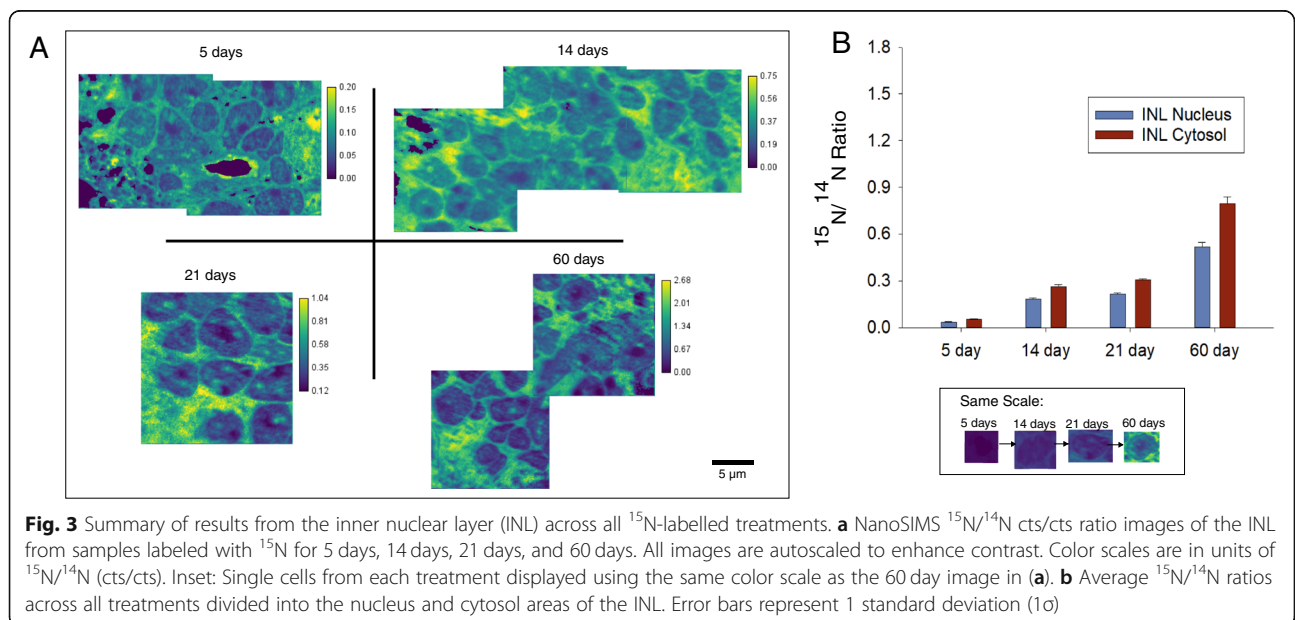 A
5 days
0.20
0.15
0.10
0.05
0.00
14 days
0.75
0.56
0.37
0.19
0.00
21 days
1.04
0.81
0.58
0.35
0.12
60 days
2.68
2.01
1.34
0.67
0.00
5 µm
B
¹⁵N/¹⁴N Ratio
1.8
1.5
1.2
0.9
0.6
0.3
0.0
INL Nucleus
INL Cytosol
5 day 14 day 21 day 60 day
Same Scale:
5 days 14 days 21 days 60 days
Fig. 3 Summary of results from the inner nuclear layer (INL) across all ¹⁵N-labelled treatments. a NanoSIMS ¹⁵N/¹⁴N cts/cts ratio images of the INL
from samples labeled with ¹⁵N for 5 days, 14 days, 21 days, and 60 days. All images are autoscaled to enhance contrast. Color scales are in units of
¹⁵N/¹⁴N (cts/cts). Inset: Single cells from each treatment displayed using the same color scale as the 60 day image in (a). b Average ¹⁵N/¹⁴N ratios
across all treatments divided into the nucleus and cytosol areas of the INL. Error bars represent 1 standard deviation (1σ)